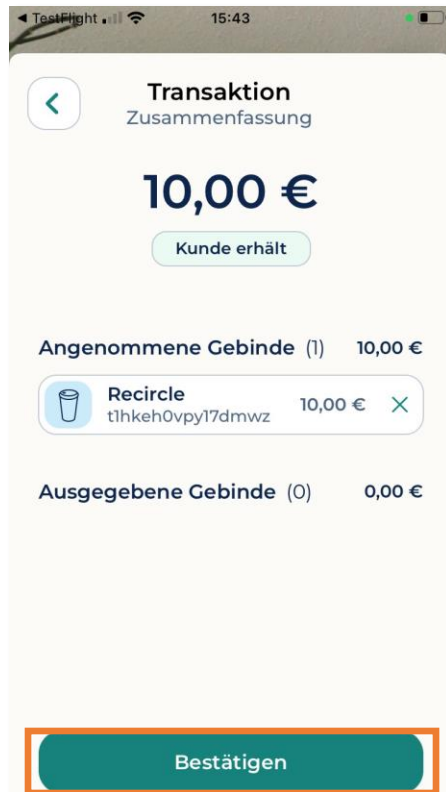 ◀ TestFlight
15:43
Transaktion
Zusammenfassung
10,00 €
Kunde erhält
Angenommene Gebinde (1) 10,00 €
Recircle
t1hkeh0vpy17dmwz 10,00 €
Ausgegebene Gebinde (0) 0,00 €
Bestätigen